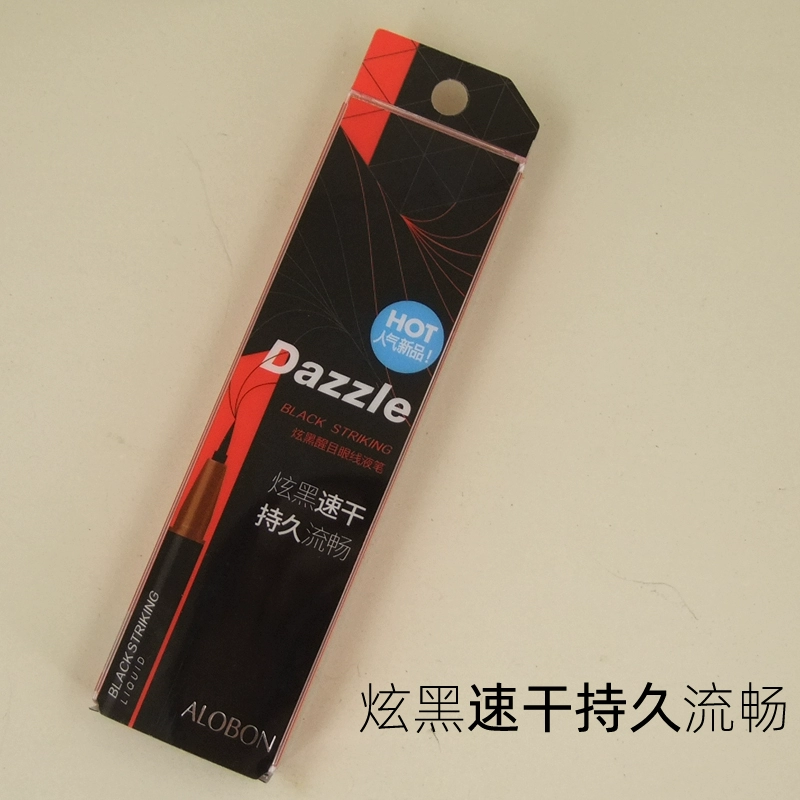 HOT
人气新品!
Dazzle
BLACK STRIKING
炫黑醒目眼线液笔
炫黑速干
持久流畅
BLACK STRIKING
LIQUID
ALOBON
炫黑速干持久流畅